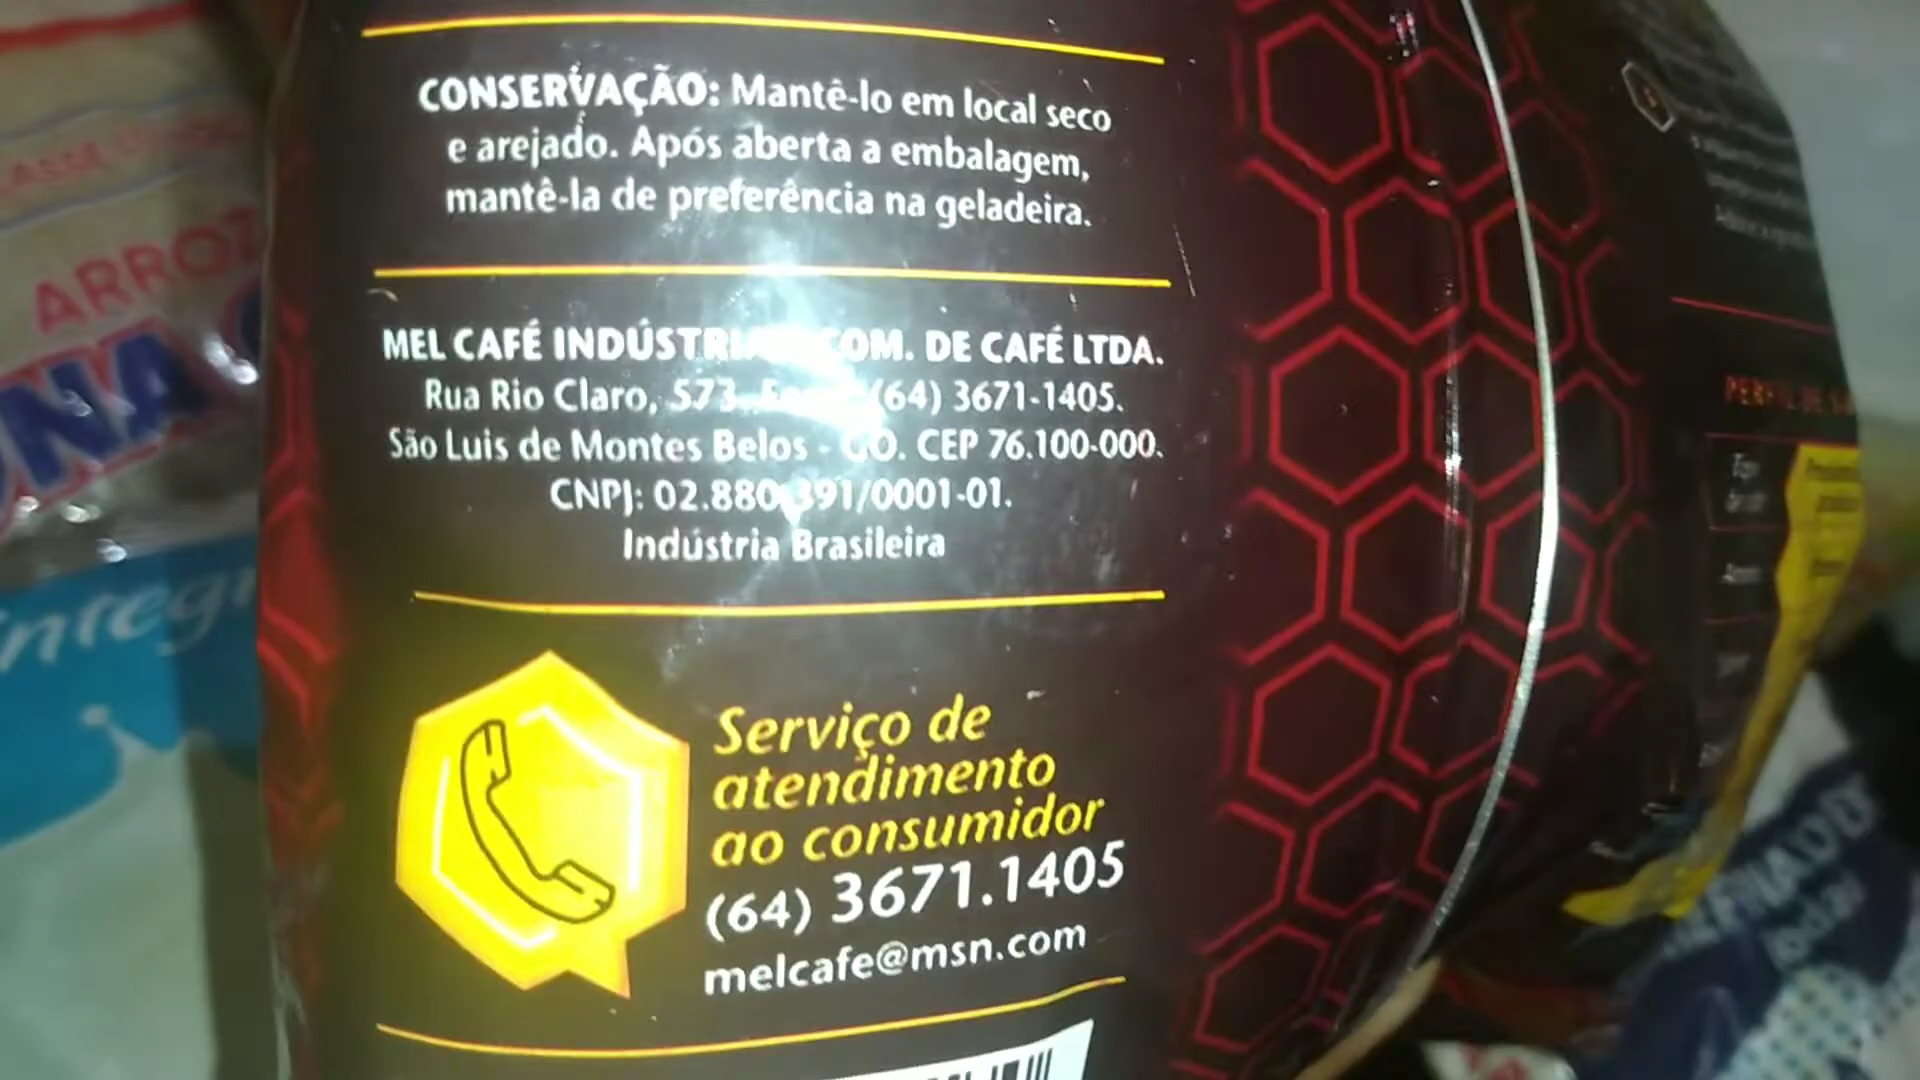 CONSERVAÇÃO: Mantê-lo em local seco
e arejado. Após aberta a embalagem,
mantê-la de preferência na geladeira.
MEL CAFÉ INDÚSTRIA COM. DE CAFÉ LTDA.
Rua Rio Claro, 573, (64) 3671-1405.
São Luis de Montes Belos - GO. CEP 76.100-000.
CNPJ: 02.880.391/0001-01.
Indústria Brasileira
Serviço de
atendimento
ao consumidor
(64) 3671.1405
melcafe@msn.com
ARROZ